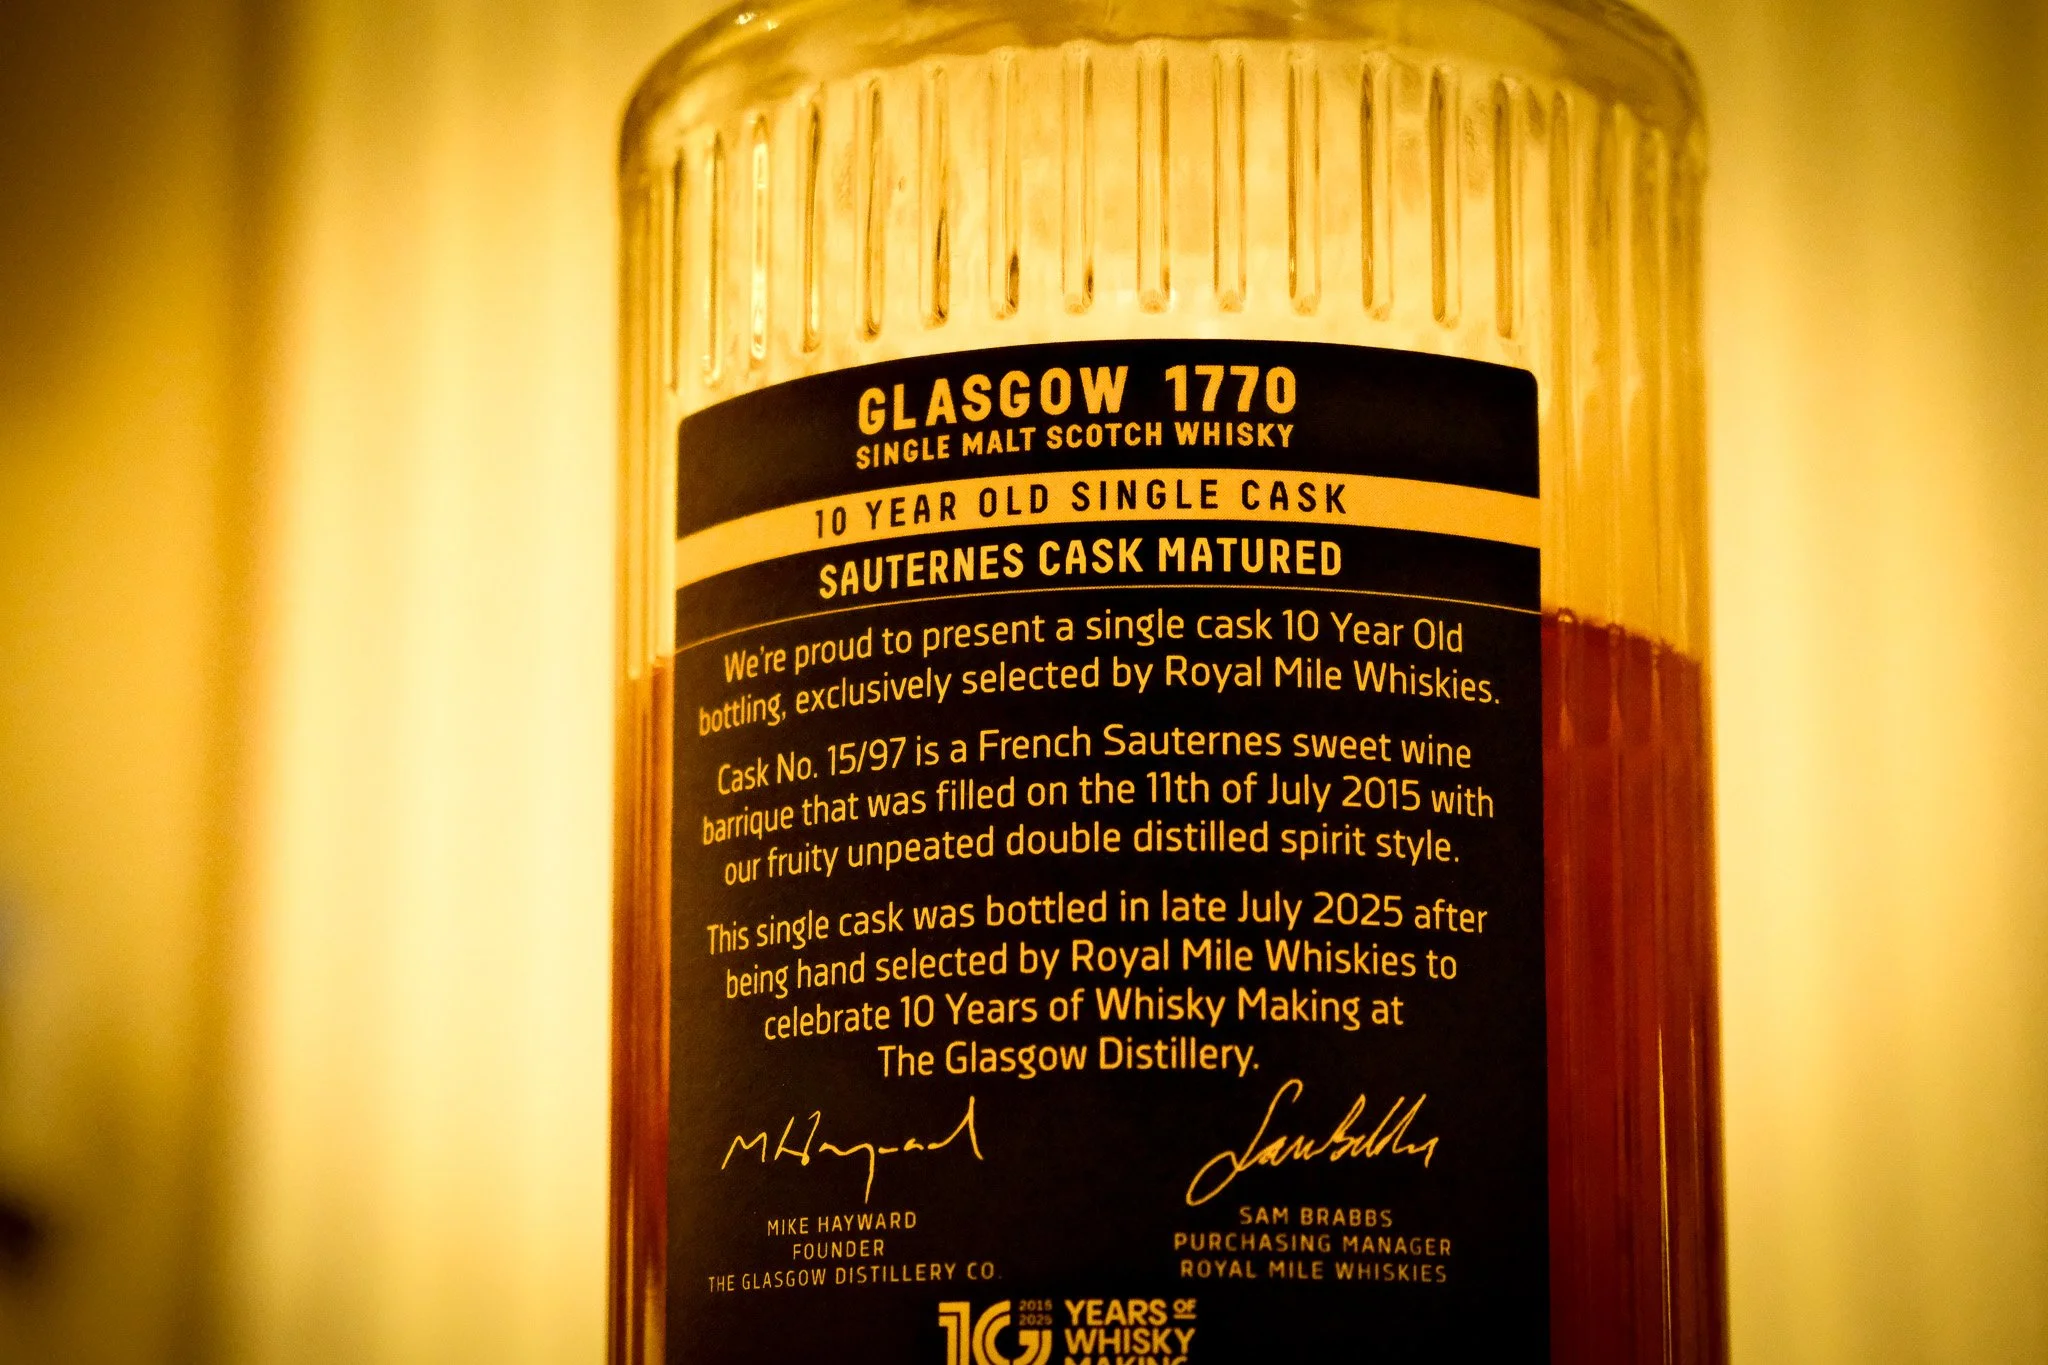 GLASGOW 1770
SINGLE MALT SCOTCH WHISKY
10 YEAR OLD SINGLE CASK
SAUTERNES CASK MATURED
We're proud to present a single cask 10 Year Old
bottling, exclusively selected by Royal Mile Whiskies.
Cask No. 15/97 is a French Sauternes sweet wine
barrique that was filled on the 11th of July 2015 with
our fruity unpeated double distilled spirit style.
This single cask was bottled in late July 2025 after
being hand selected by Royal Mile Whiskies to
celebrate 10 Years of Whisky Making at
The Glasgow Distillery.
M Hayward
Sam Brabbs
MIKE HAYWARD
FOUNDER
THE GLASGOW DISTILLERY CO.
SAM BRABBS
PURCHASING MANAGER
ROYAL MILE WHISKIES
10
2015
2025
YEARS OF
WHISKY
MAKING